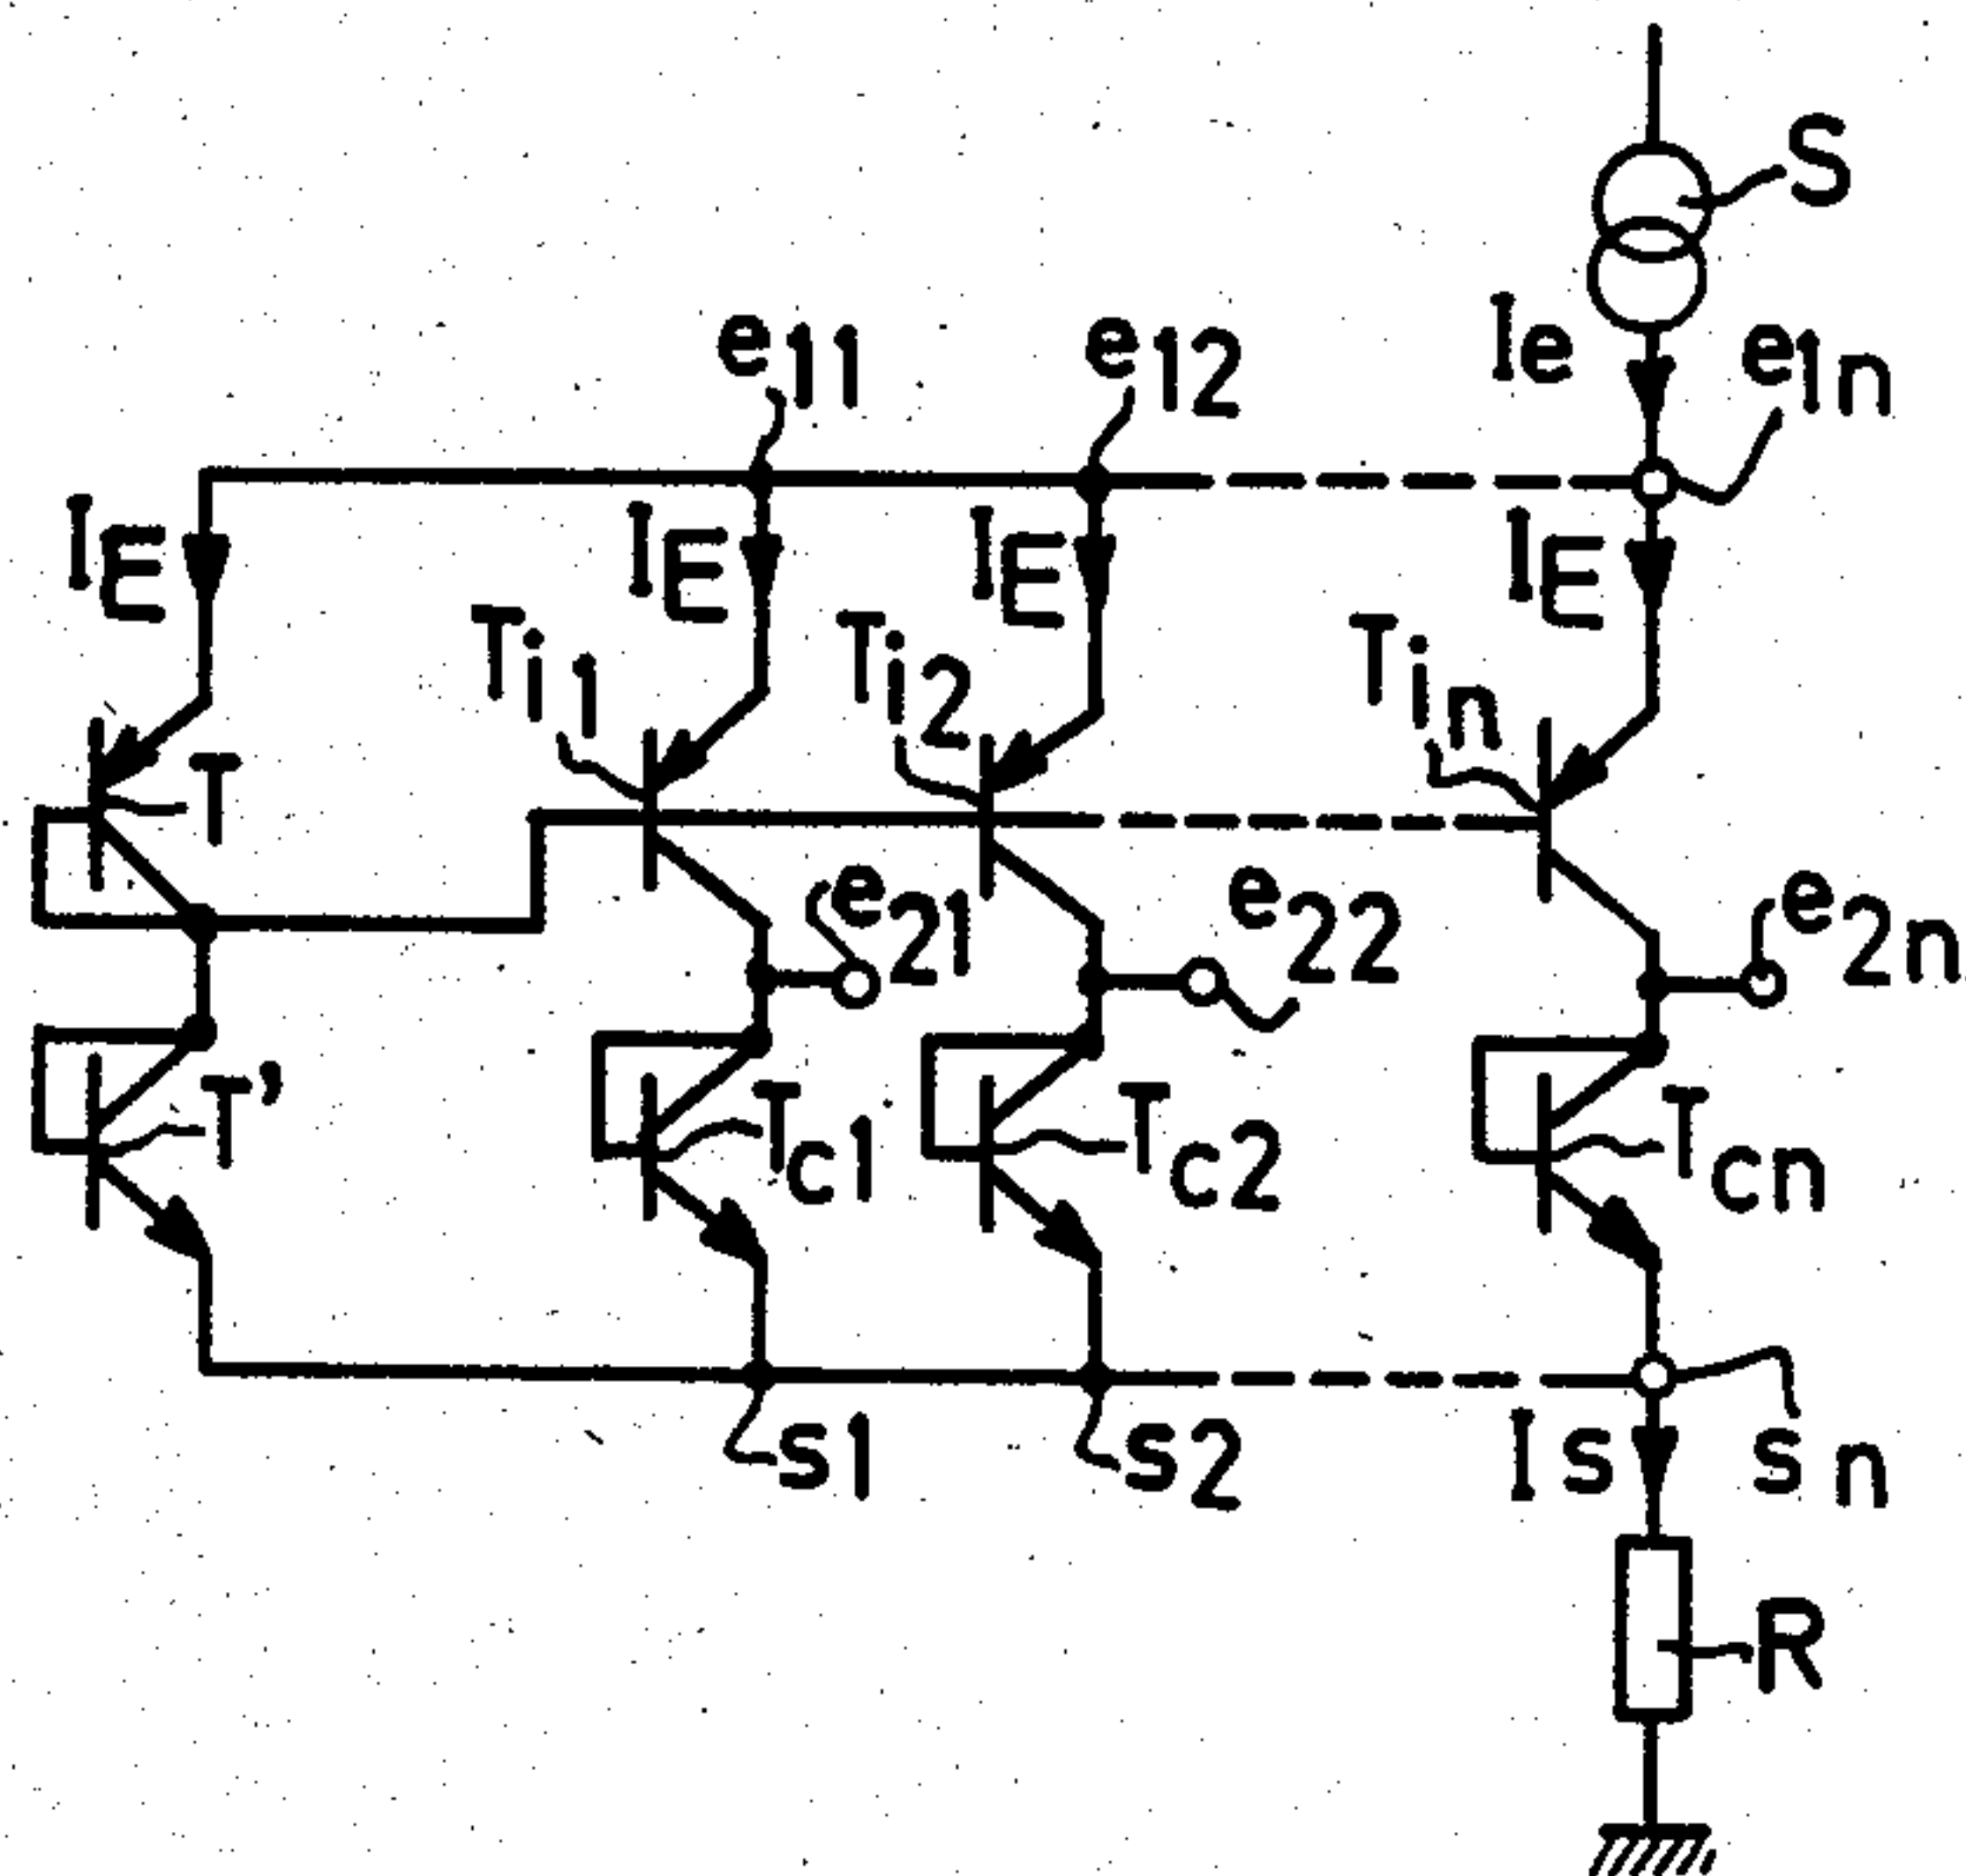 S
e11 e12 Ie e1n
IE IE IE IE
Ti1 Ti2 Tin
T
e21 e22 e2n
T' Tc1 Tc2 Tcn
s1 s2 Is sn
R